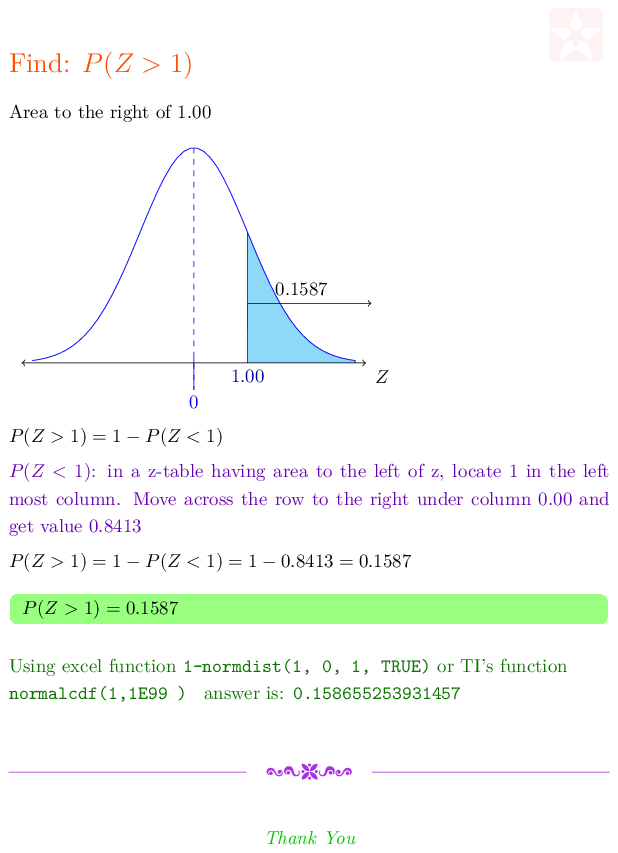 Find: P(Z > 1)
Area to the right of 1.00
0.1587
1.00
Z
0
P(Z > 1) = 1 − P(Z < 1)
P(Z < 1): in a z-table having area to the left of z, locate 1 in the left
most column. Move across the row to the right under column 0.00 and
get value 0.8413
P(Z > 1) = 1 − P(Z < 1) = 1 − 0.8413 = 0.1587
P(Z > 1) = 0.1587
Using excel function 1-normdist(1, 0, 1, TRUE) or TI's function
normalcdf(1,1E99 ) answer is: 0.158655253931457
Thank You